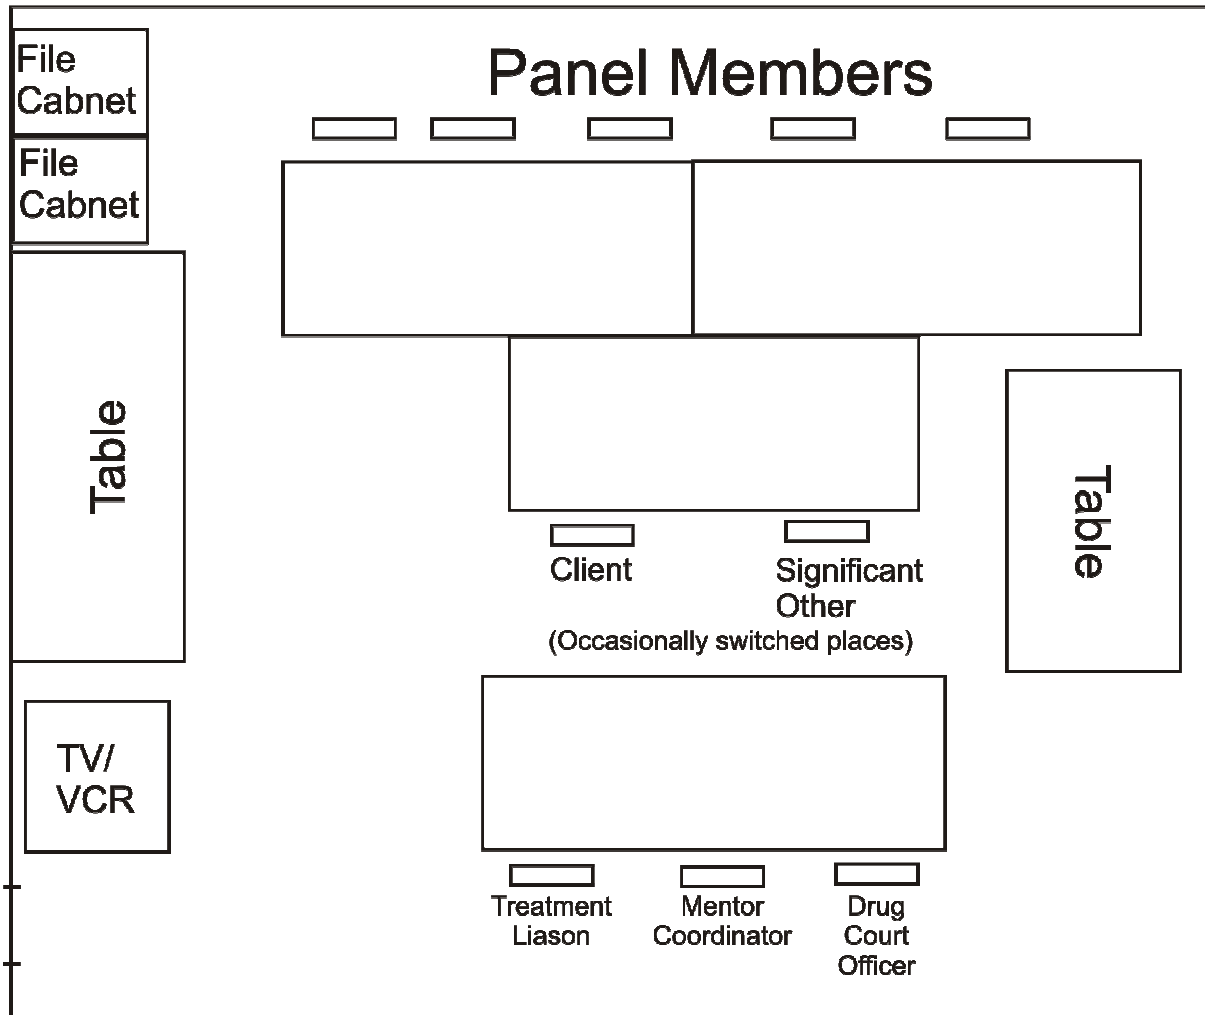 File
Cabnet
Panel Members
File
Cabnet
Table
Table
Client
Significant
Other
(Occasionally switched places)
TV/
VCR
Treatment
Liason
Mentor
Coordinator
Drug
Court
Officer